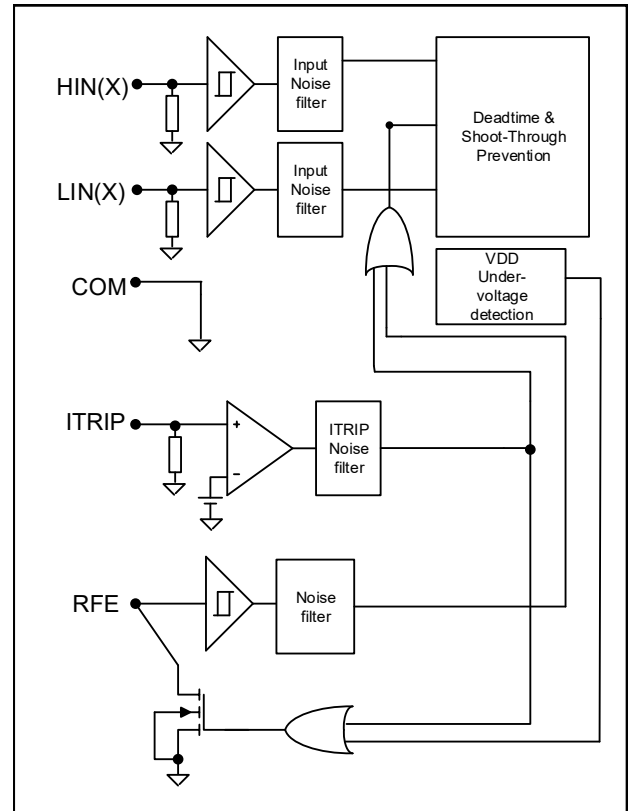 HIN(X)
Input
Noise
filter
Deadtime &
Shoot-Through
Prevention
LIN(X)
Input
Noise
filter
VDD
Under-
voltage
detection
COM
ITRIP
+
−
ITRIP
Noise
filter
RFE
Noise
filter